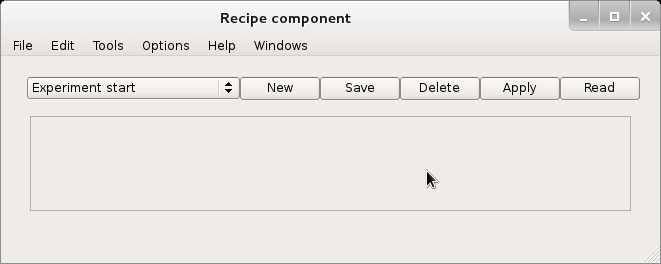 Recipe component
File Edit Tools Options Help Windows
Experiment start New Save Delete Apply Read